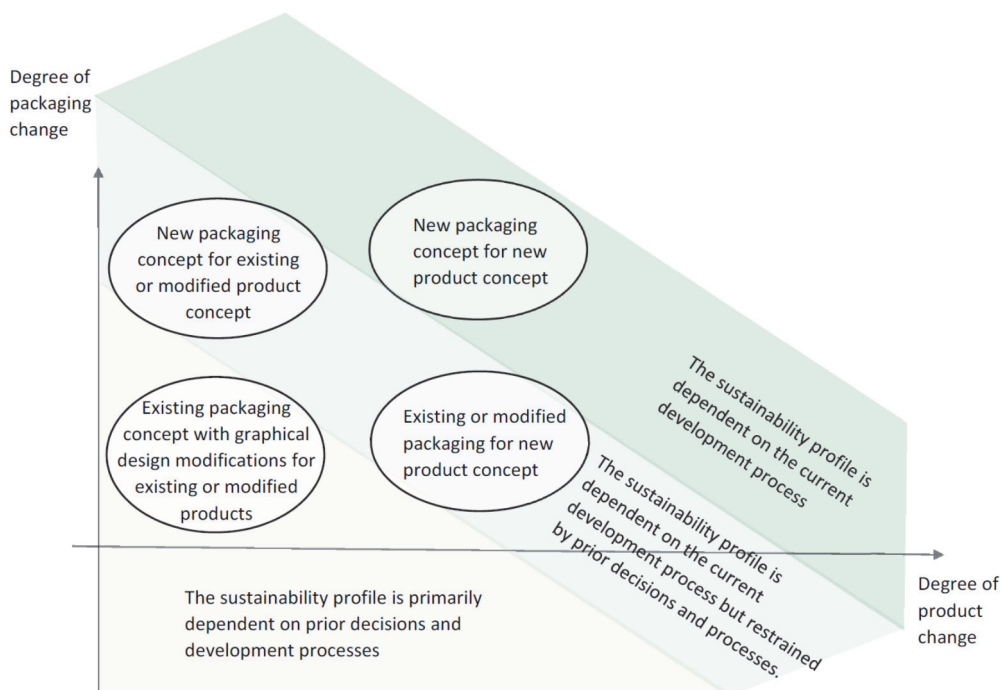 Degree of
packaging
change
New packaging
concept for existing
or modified product
concept
New packaging
concept for new
product concept
Existing packaging
concept with graphical
design modifications for
existing or modified
products
Existing or modified
packaging for new
product concept
The sustainability profile is
dependent on the current
development process
The sustainability profile is
dependent on the current
development process but restrained
by prior decisions and processes.
The sustainability profile is primarily
dependent on prior decisions and
development processes
Degree of
product
change